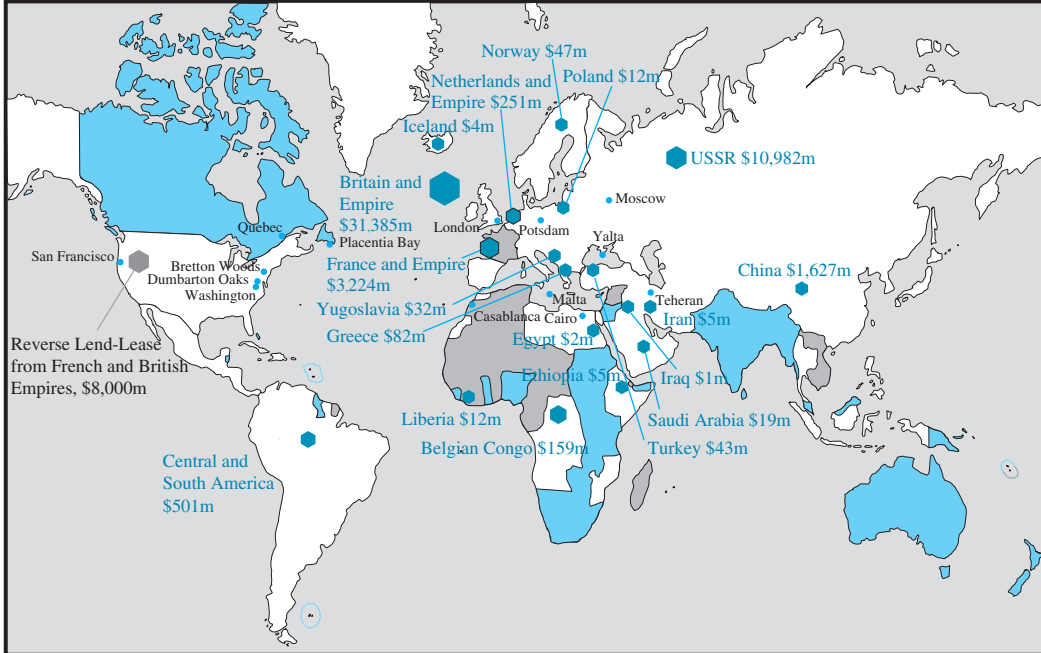 Norway $47m
Netherlands and
Empire $251m
Poland $12m
Iceland $4m
USSR $10,982m
Britain and
Empire
$31,385m
Moscow
London
Potsdam
Quebec
Placentia Bay
Yalta
San Francisco
Bretton Woods
Dumbarton Oaks
Washington
France and Empire
$3,224m
China $1,627m
Yugoslavia $32m
Malta
Teheran
Casablanca
Cairo
Iran $5m
Greece $82m
Egypt $2m
Reverse Lend-Lease
from French and British
Empires, $8,000m
Ethiopia $5m
Iraq $1m
Liberia $12m
Saudi Arabia $19m
Belgian Congo $159m
Turkey $43m
Central and
South America
$501m